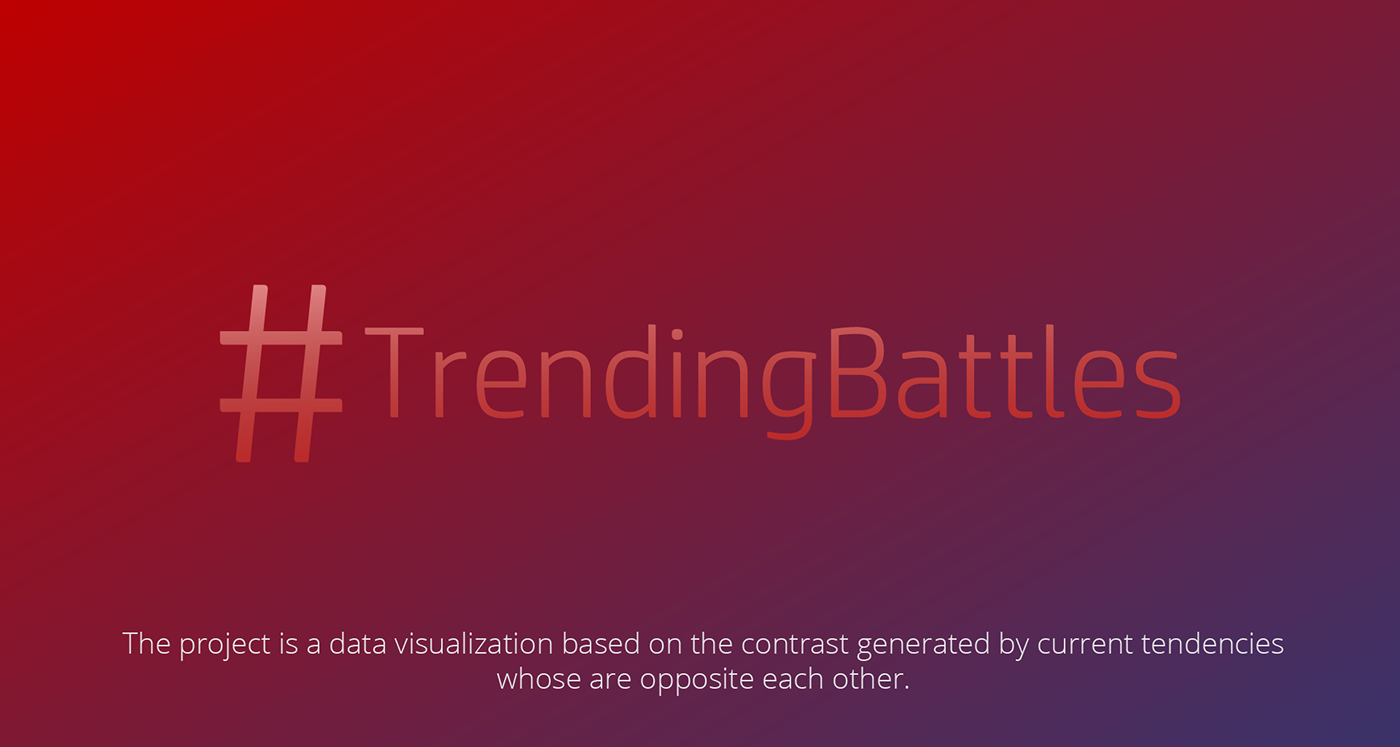 #TrendingBattles
The project is a data visualization based on the contrast generated by current tendencies
whose are opposite each other.